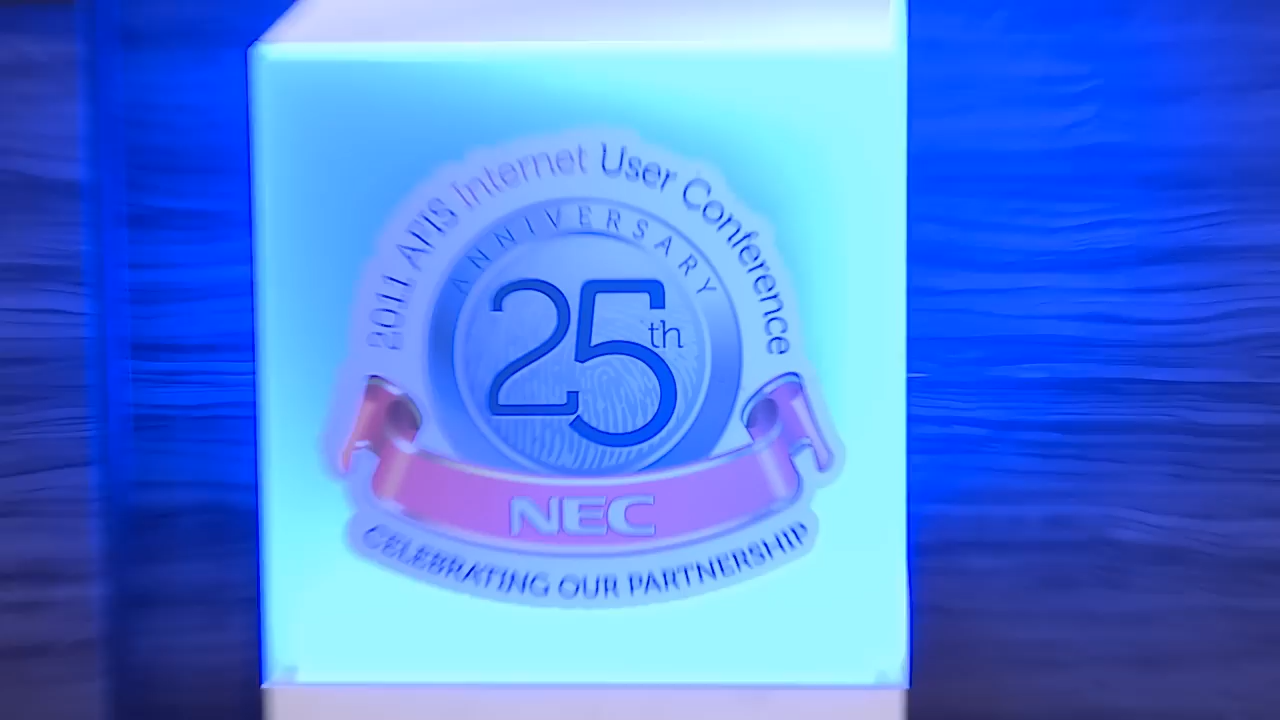 2011 AFIS Internet User Conference
ANNIVERSARY
25th
NEC
CELEBRATING OUR PARTNERSHIP